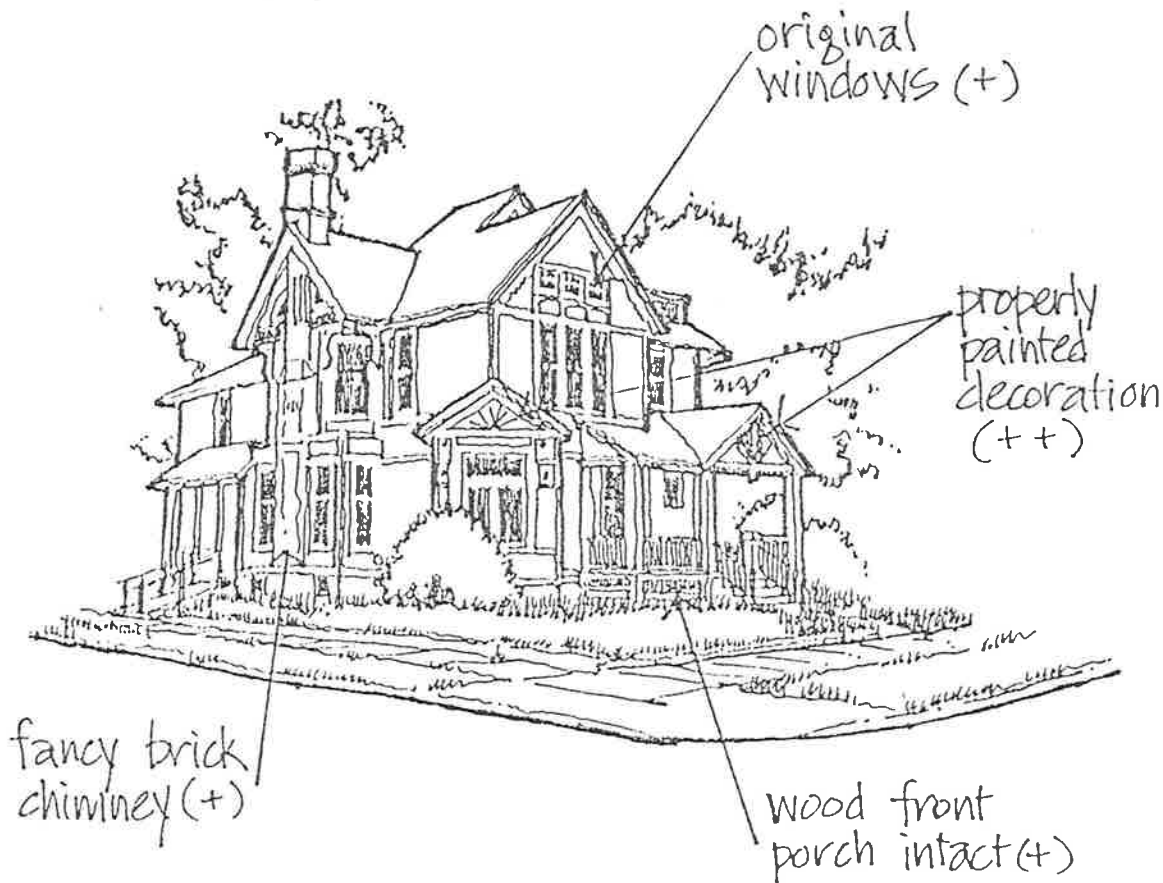 original
windows (+)
properly
painted
decoration
(++)
fancy brick
chimney (+)
wood front
porch intact (+)